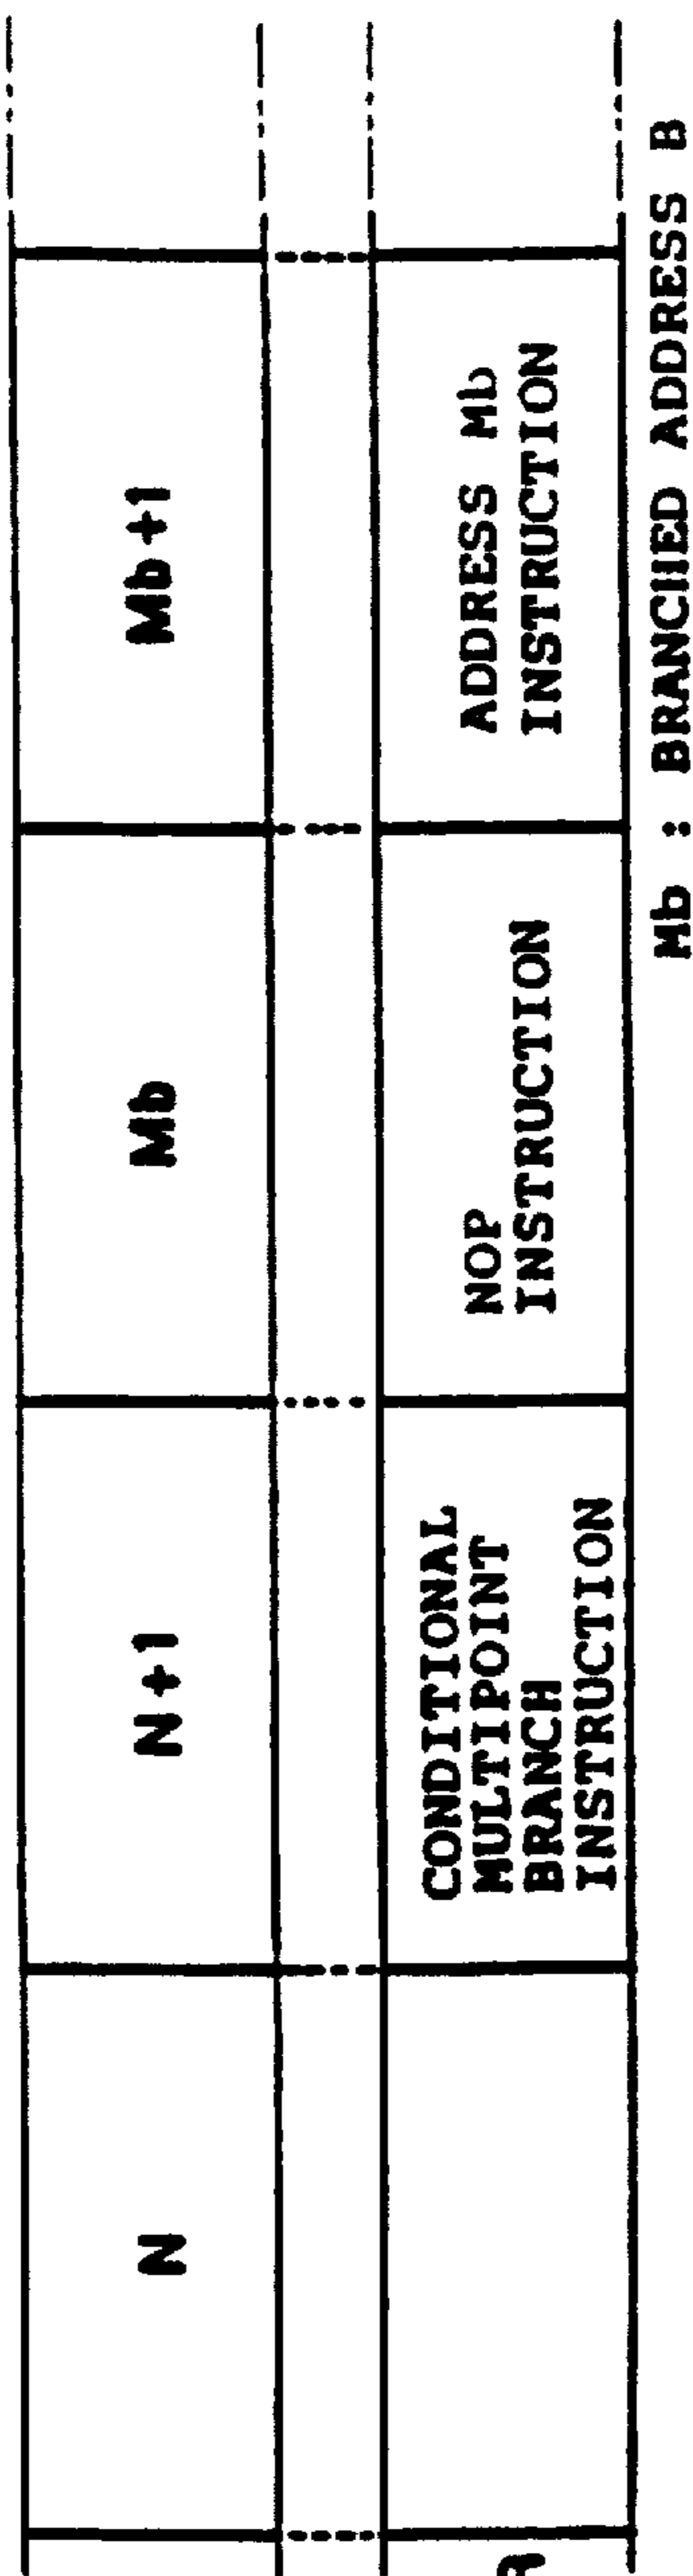 N
N+1
Mb
Mb+1
CONDITIONAL
MULTIPOINT
BRANCH
INSTRUCTION
NOP
INSTRUCTION
ADDRESS Mb
INSTRUCTION
Mb : BRANCHED ADDRESS B